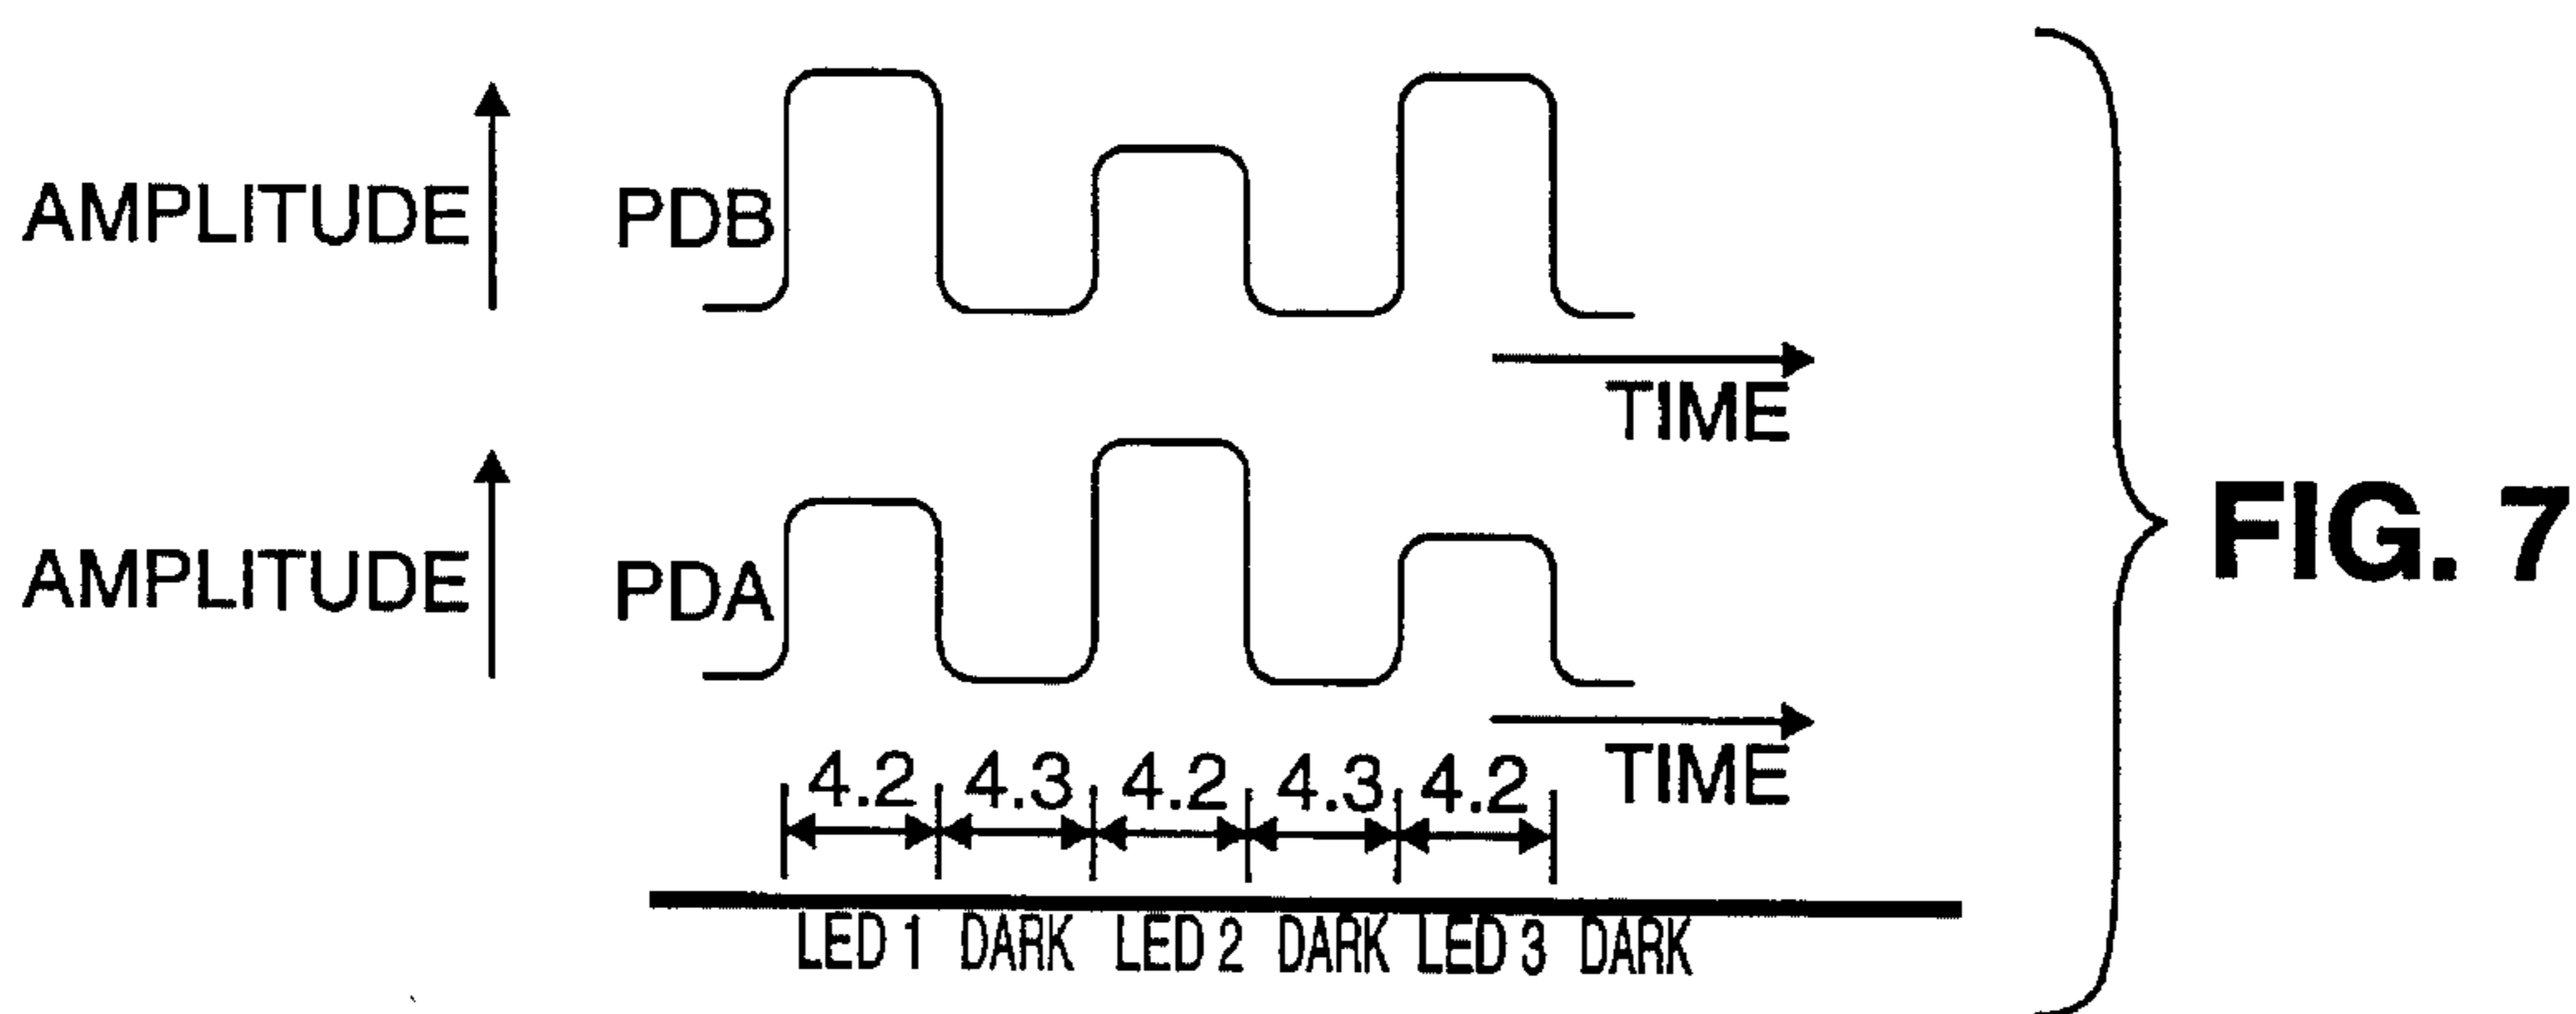 AMPLITUDE
PDB
TIME
AMPLITUDE
PDA
TIME
4.2 4.3 4.2 4.3 4.2
LED 1 DARK LED 2 DARK LED 3 DARK
FIG. 7